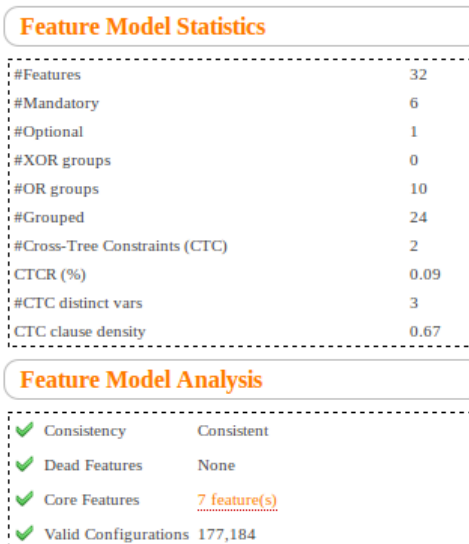 Feature Model Statistics
#Features 32
#Mandatory 6
#Optional 1
#XOR groups 0
#OR groups 10
#Grouped 24
#Cross-Tree Constraints (CTC) 2
CTCR (%) 0.09
#CTC distinct vars 3
CTC clause density 0.67
Feature Model Analysis
Consistency Consistent
Dead Features None
Core Features 7 feature(s)
Valid Configurations 177,184